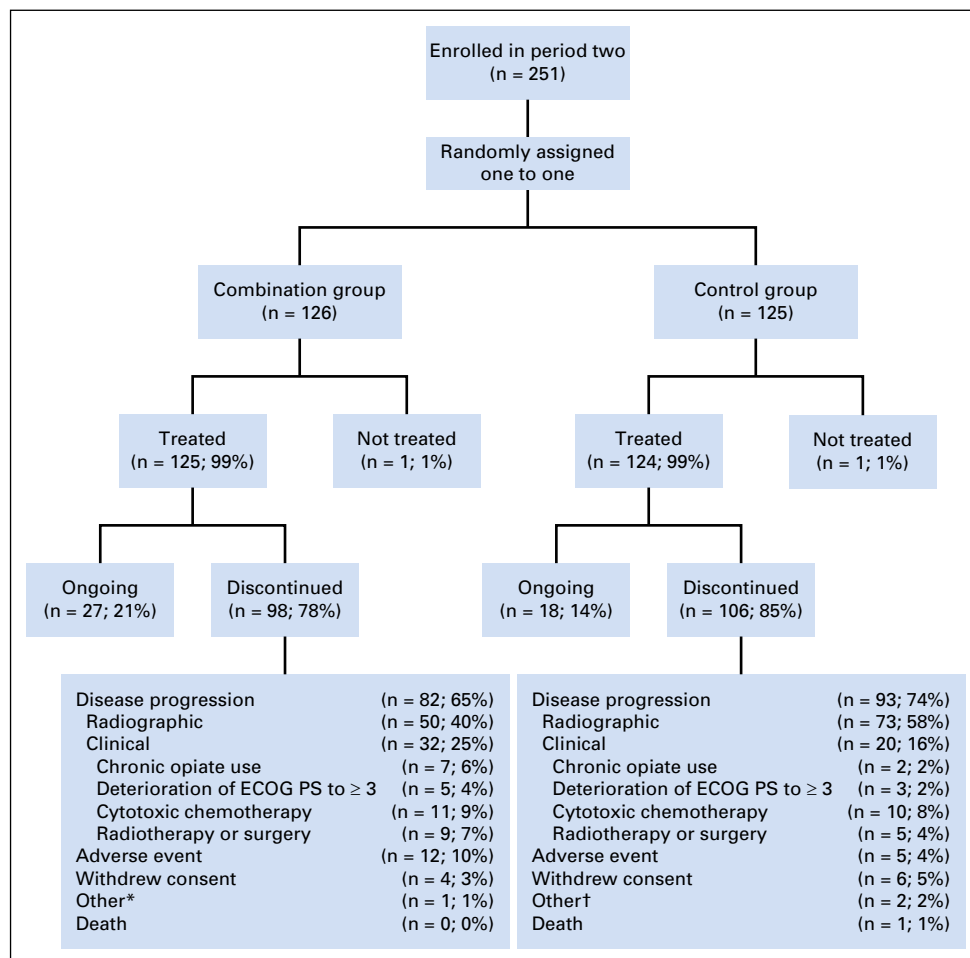 Enrolled in period two
(n = 251)
Randomly assigned
one to one
Combination group
(n = 126)
Control group
(n = 125)
Treated
(n = 125; 99%)
Not treated
(n = 1; 1%)
Treated
(n = 124; 99%)
Not treated
(n = 1; 1%)
Ongoing
(n = 27; 21%)
Discontinued
(n = 98; 78%)
Ongoing
(n = 18; 14%)
Discontinued
(n = 106; 85%)
Disease progression (n = 82; 65%)
Radiographic (n = 50; 40%)
Clinical (n = 32; 25%)
Chronic opiate use (n = 7; 6%)
Deterioration of ECOG PS to ≥ 3 (n = 5; 4%)
Cytotoxic chemotherapy (n = 11; 9%)
Radiotherapy or surgery (n = 9; 7%)
Adverse event (n = 12; 10%)
Withdrew consent (n = 4; 3%)
Other* (n = 1; 1%)
Death (n = 0; 0%)
Disease progression (n = 93; 74%)
Radiographic (n = 73; 58%)
Clinical (n = 20; 16%)
Chronic opiate use (n = 2; 2%)
Deterioration of ECOG PS to ≥ 3 (n = 3; 2%)
Cytotoxic chemotherapy (n = 10; 8%)
Radiotherapy or surgery (n = 5; 4%)
Adverse event (n = 5; 4%)
Withdrew consent (n = 6; 5%)
Other† (n = 2; 2%)
Death (n = 1; 1%)